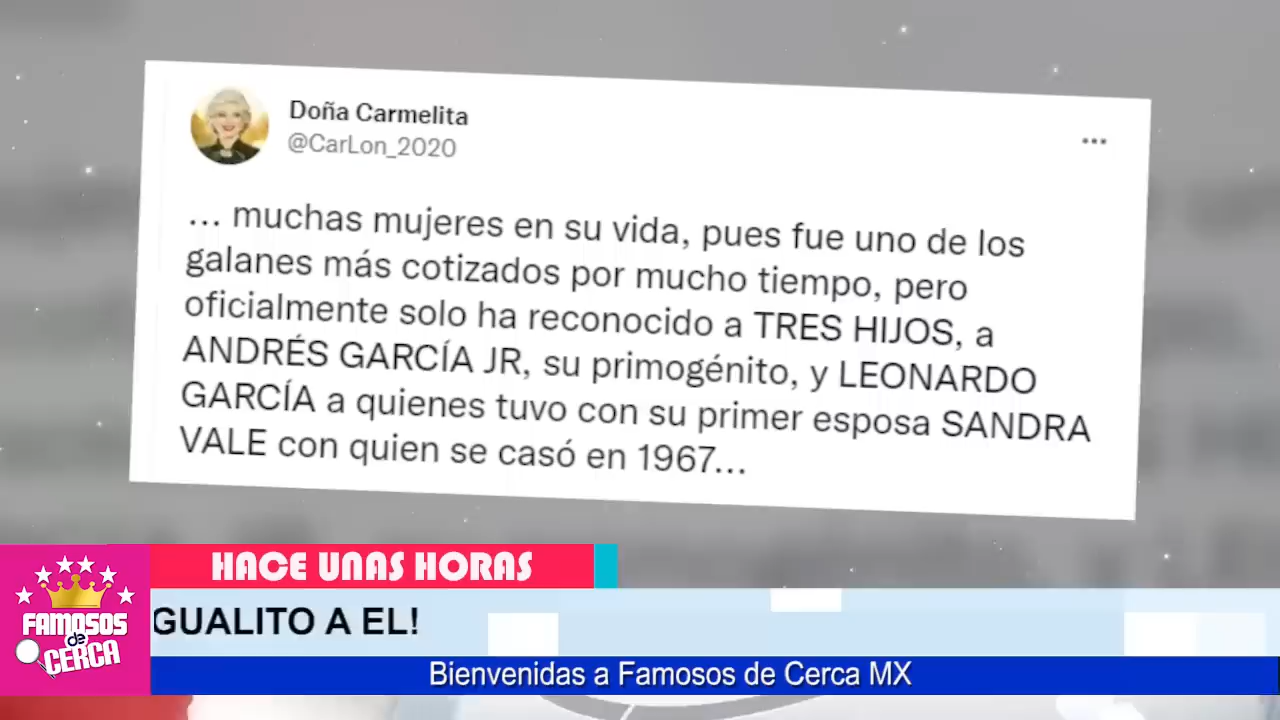 Doña Carmelita
@CarLon_2020
... muchas mujeres en su vida, pues fue uno de los
galanes más cotizados por mucho tiempo, pero
oficialmente solo ha reconocido a TRES HIJOS, a
ANDRÉS GARCÍA JR, su primogénito, y LEONARDO
GARCÍA a quienes tuvo con su primer esposa SANDRA
VALE con quien se casó en 1967...
HACE UNAS HORAS
GUALITO A EL!
FAMOSOS
de
CERCA
Bienvenidas a Famosos de Cerca MX